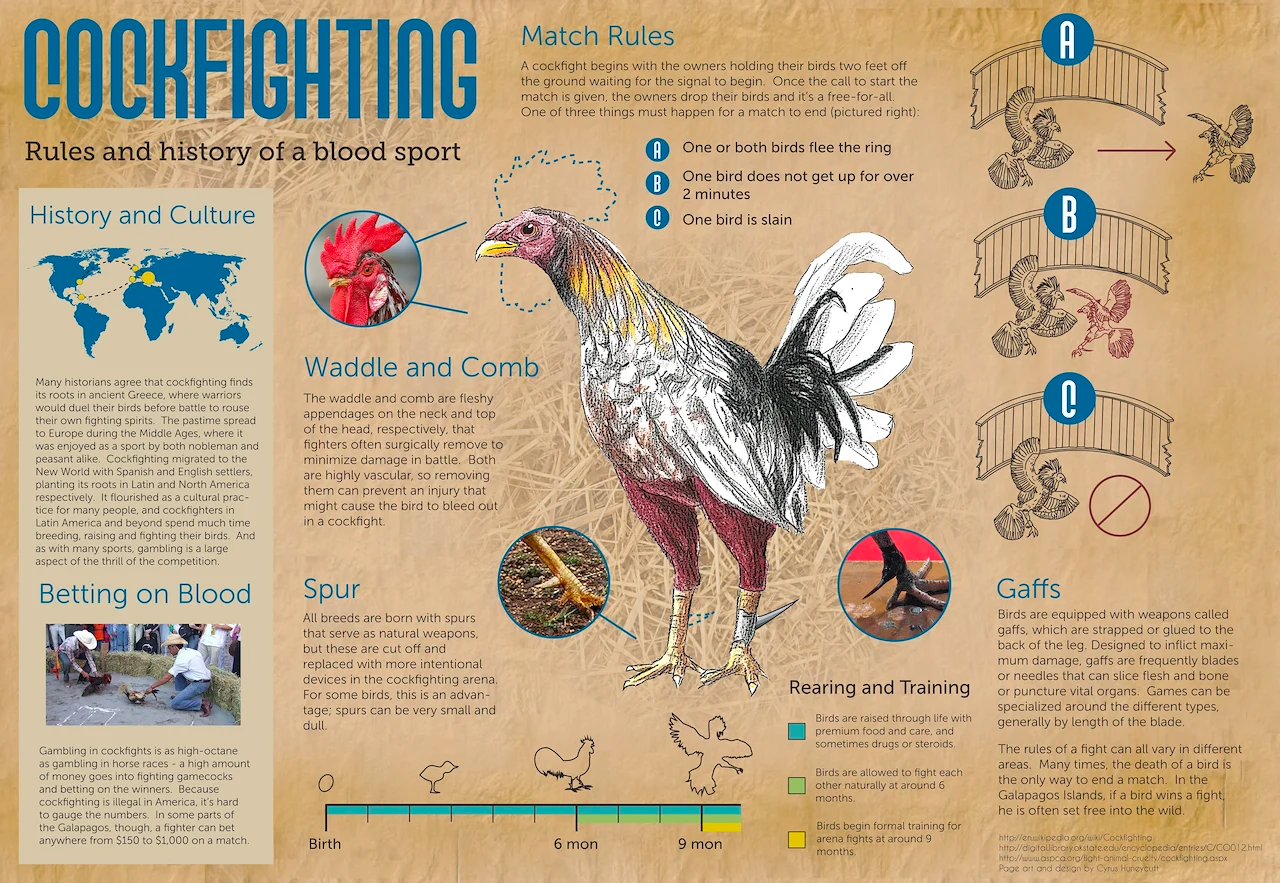 COCKFIGHTING
Rules and history of a blood sport
History and Culture
Many historians agree that cockfighting finds
its roots in ancient Greece, where warriors
would duel their birds before battle to rouse
their own fighting spirits. The pastime spread
to Europe during the Middle Ages, where it
was enjoyed as a sport by both nobleman and
peasant alike. Cockfighting migrated to the
New World with Spanish and English settlers,
planting its roots in Latin and North America
respectively. It flourished as a cultural prac-
tice for many people, and cockfighters in
Latin America and beyond spend much time
breeding, raising and fighting their birds. And
as with many sports, gambling is a large
aspect of the thrill of the competition.
Betting on Blood
Gambling in cockfights is as high-octane
as gambling in horse races - a high amount
of money goes into fighting gamecocks
and betting on the winners. Because
cockfighting is illegal in America, it's hard
to gauge the numbers. In some parts of
the Galapagos, though, a fighter can bet
anywhere from $150 to $1,000 on a match.
Match Rules
A cockfight begins with the owners holding their birds two feet off
the ground waiting for the signal to begin. Once the call to start the
match is given, the owners drop their birds and it's a free-for-all.
One of three things must happen for a match to end (pictured right):
A One or both birds flee the ring
B One bird does not get up for over
2 minutes
C One bird is slain
A
B
C
Waddle and Comb
The waddle and comb are fleshy
appendages on the neck and top
of the head, respectively, that
fighters often surgically remove to
minimize damage in battle. Both
are highly vascular, so removing
them can prevent an injury that
might cause the bird to bleed out
in a cockfight.
Spur
All breeds are born with spurs
that serve as natural weapons,
but these are cut off and
replaced with more intentional
devices in the cockfighting arena.
For some birds, this is an advan-
tage; spurs can be very small and
dull.
Birth
6 mon
9 mon
Rearing and Training
Birds are raised through life with
premium food and care, and
sometimes drugs or steroids.
Birds are allowed to fight each
other naturally at around 6
months.
Birds begin formal training for
arena fights at around 9
months.
Gaffs
Birds are equipped with weapons called
gaffs, which are strapped or glued to the
back of the leg. Designed to inflict maxi-
mum damage, gaffs are frequently blades
or needles that can slice flesh and bone
or puncture vital organs. Games can be
specialized around the different types,
generally by length of the blade.
The rules of a fight can all vary in different
areas. Many times, the death of a bird is
the only way to end a match. In the
Galapagos Islands, if a bird wins a fight,
he is often set free into the wild.
http://en.wikipedia.org/wiki/Cockfighting
http://digital.library.okstate.edu/encyclopedia/entries/C/CO012.html
http://www.aspca.org/fight-animal-cruelty/cockfighting.aspx
Page art and design by Cyrus Huneycutt